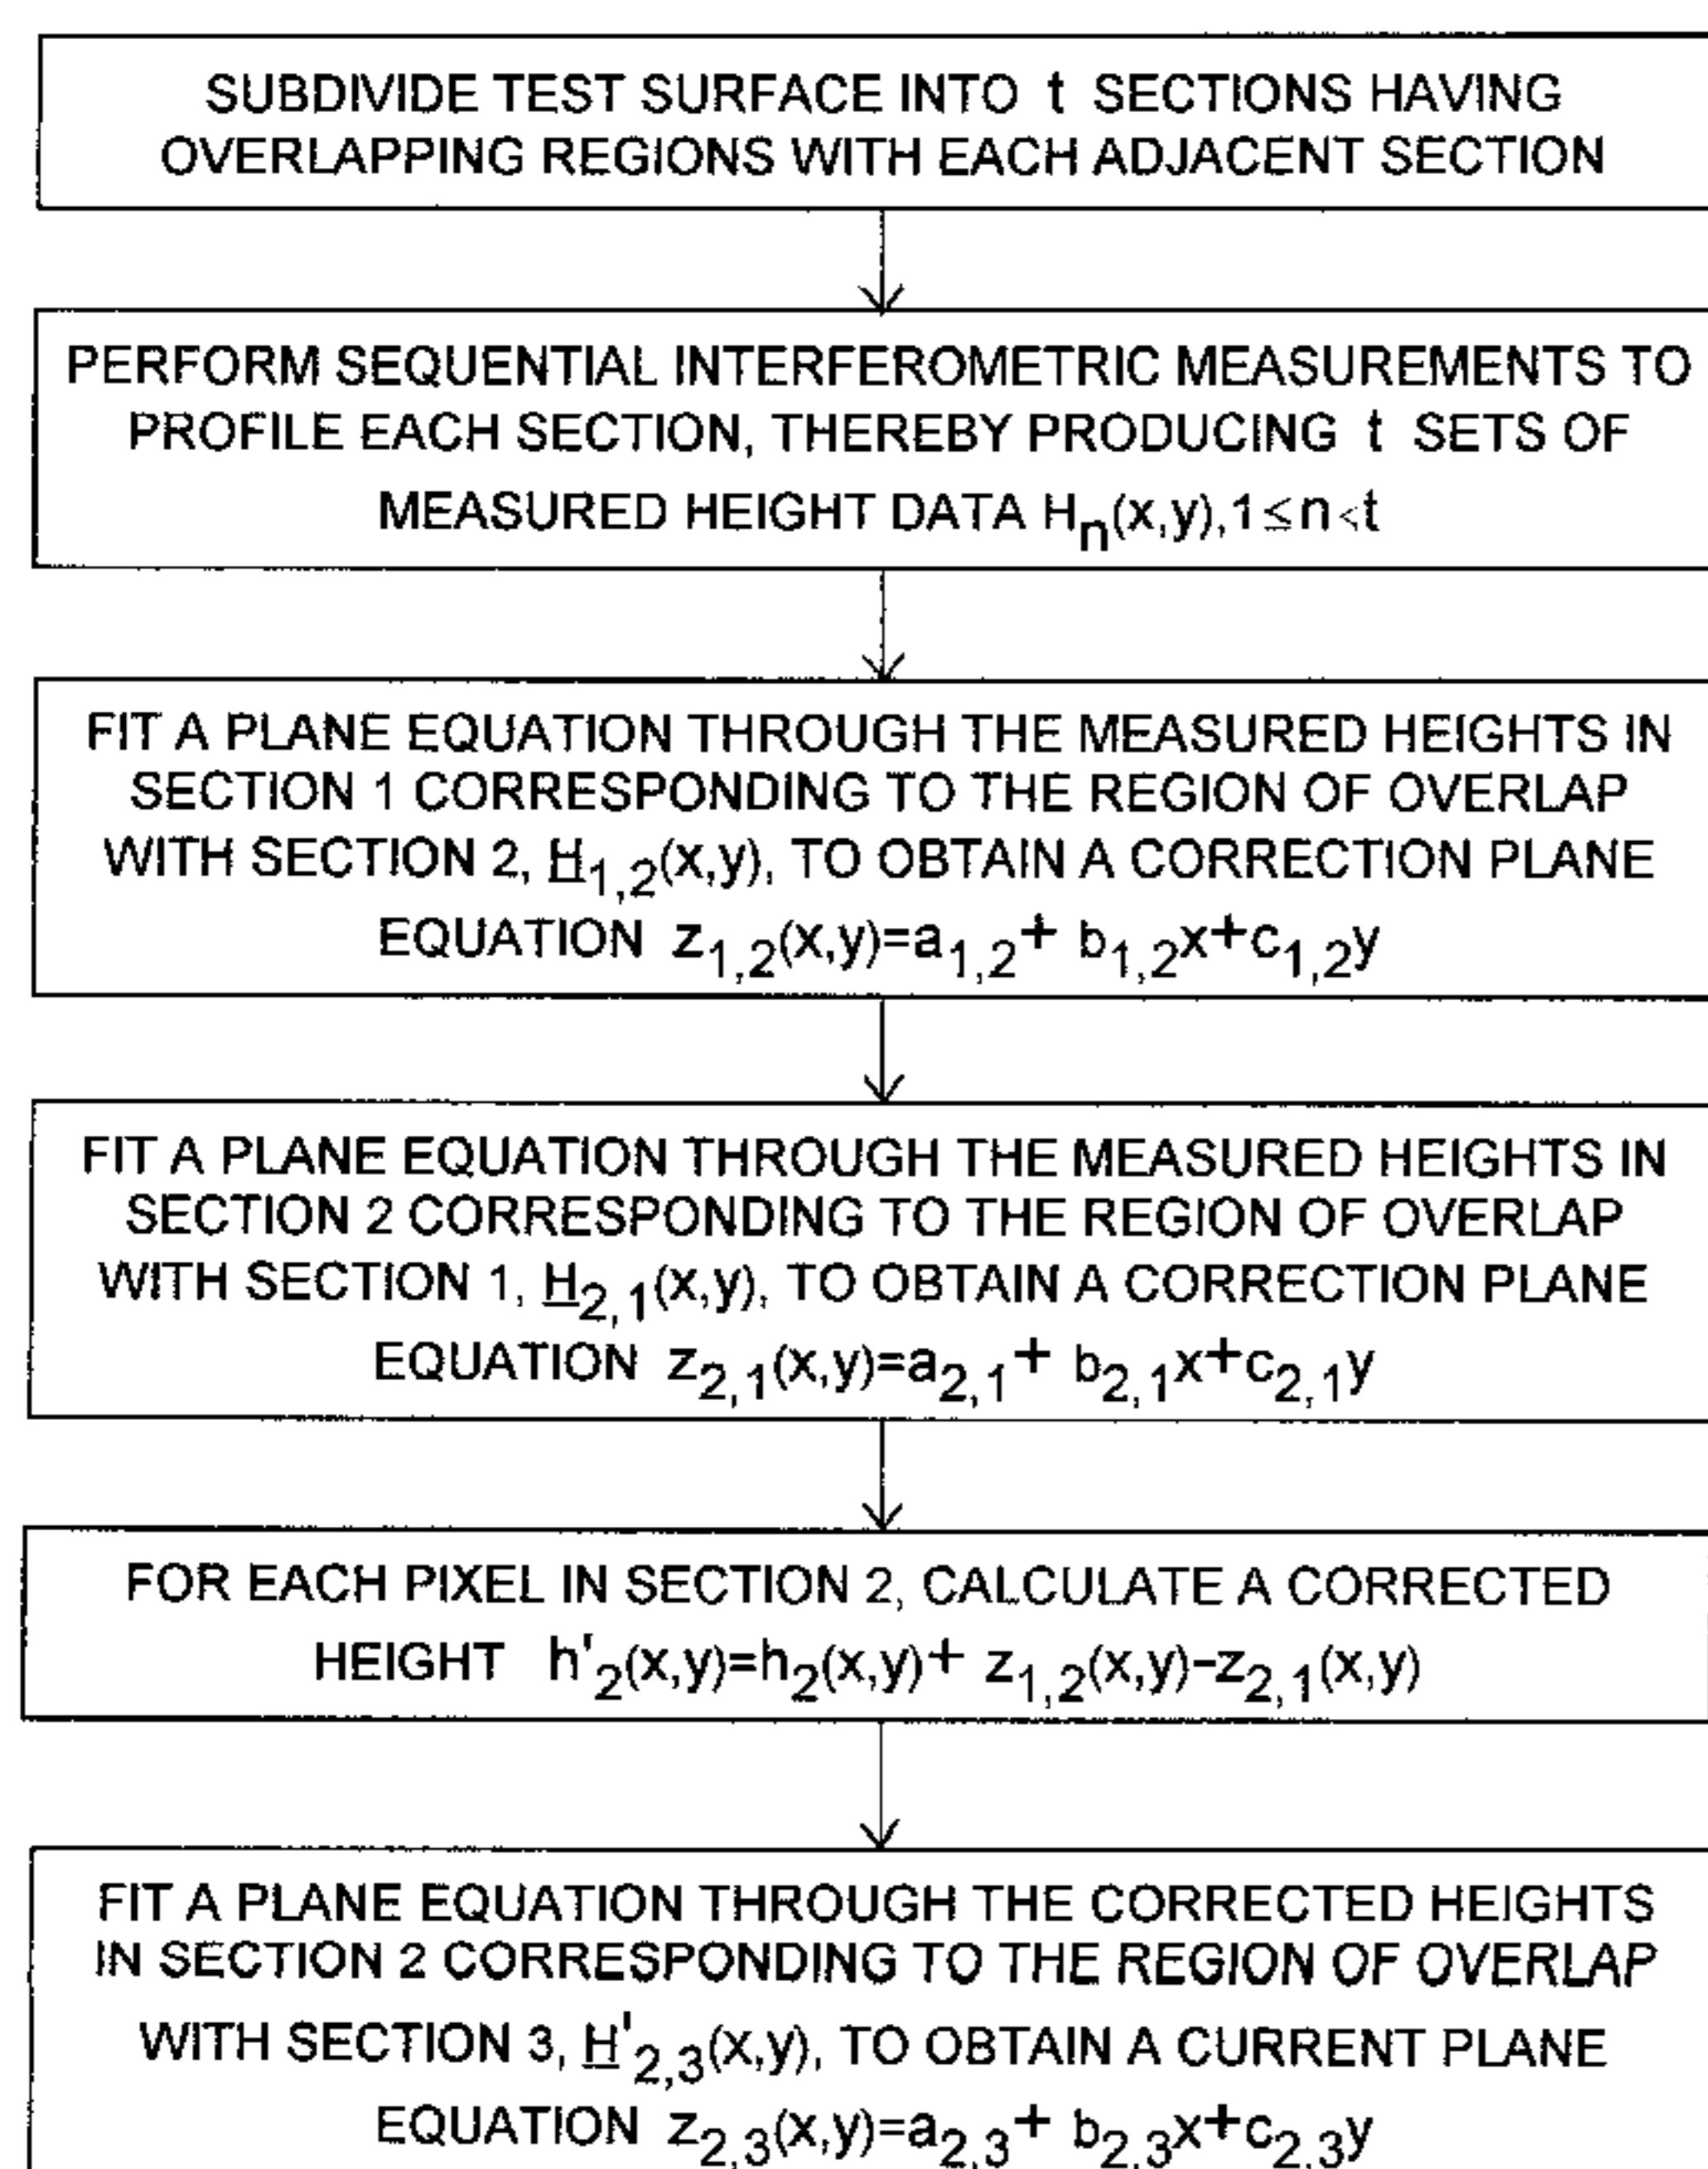 SUBDIVIDE TEST SURFACE INTO t SECTIONS HAVING
OVERLAPPING REGIONS WITH EACH ADJACENT SECTION
PERFORM SEQUENTIAL INTERFEROMETRIC MEASUREMENTS TO
PROFILE EACH SECTION, THEREBY PRODUCING t SETS OF
MEASURED HEIGHT DATA Hn(x,y),1≤n<t
FIT A PLANE EQUATION THROUGH THE MEASURED HEIGHTS IN
SECTION 1 CORRESPONDING TO THE REGION OF OVERLAP
WITH SECTION 2, H1,2(x,y), TO OBTAIN A CORRECTION PLANE
EQUATION z1,2(x,y)=a1,2+ b1,2x+c1,2y
FIT A PLANE EQUATION THROUGH THE MEASURED HEIGHTS IN
SECTION 2 CORRESPONDING TO THE REGION OF OVERLAP
WITH SECTION 1, H2,1(x,y), TO OBTAIN A CORRECTION PLANE
EQUATION z2,1(x,y)=a2,1+ b2,1x+c2,1y
FOR EACH PIXEL IN SECTION 2, CALCULATE A CORRECTED
HEIGHT h'2(x,y)=h2(x,y)+ z1,2(x,y)-z2,1(x,y)
FIT A PLANE EQUATION THROUGH THE CORRECTED HEIGHTS
IN SECTION 2 CORRESPONDING TO THE REGION OF OVERLAP
WITH SECTION 3, H'2,3(x,y), TO OBTAIN A CURRENT PLANE
EQUATION z2,3(x,y)=a2,3+ b2,3x+c2,3y